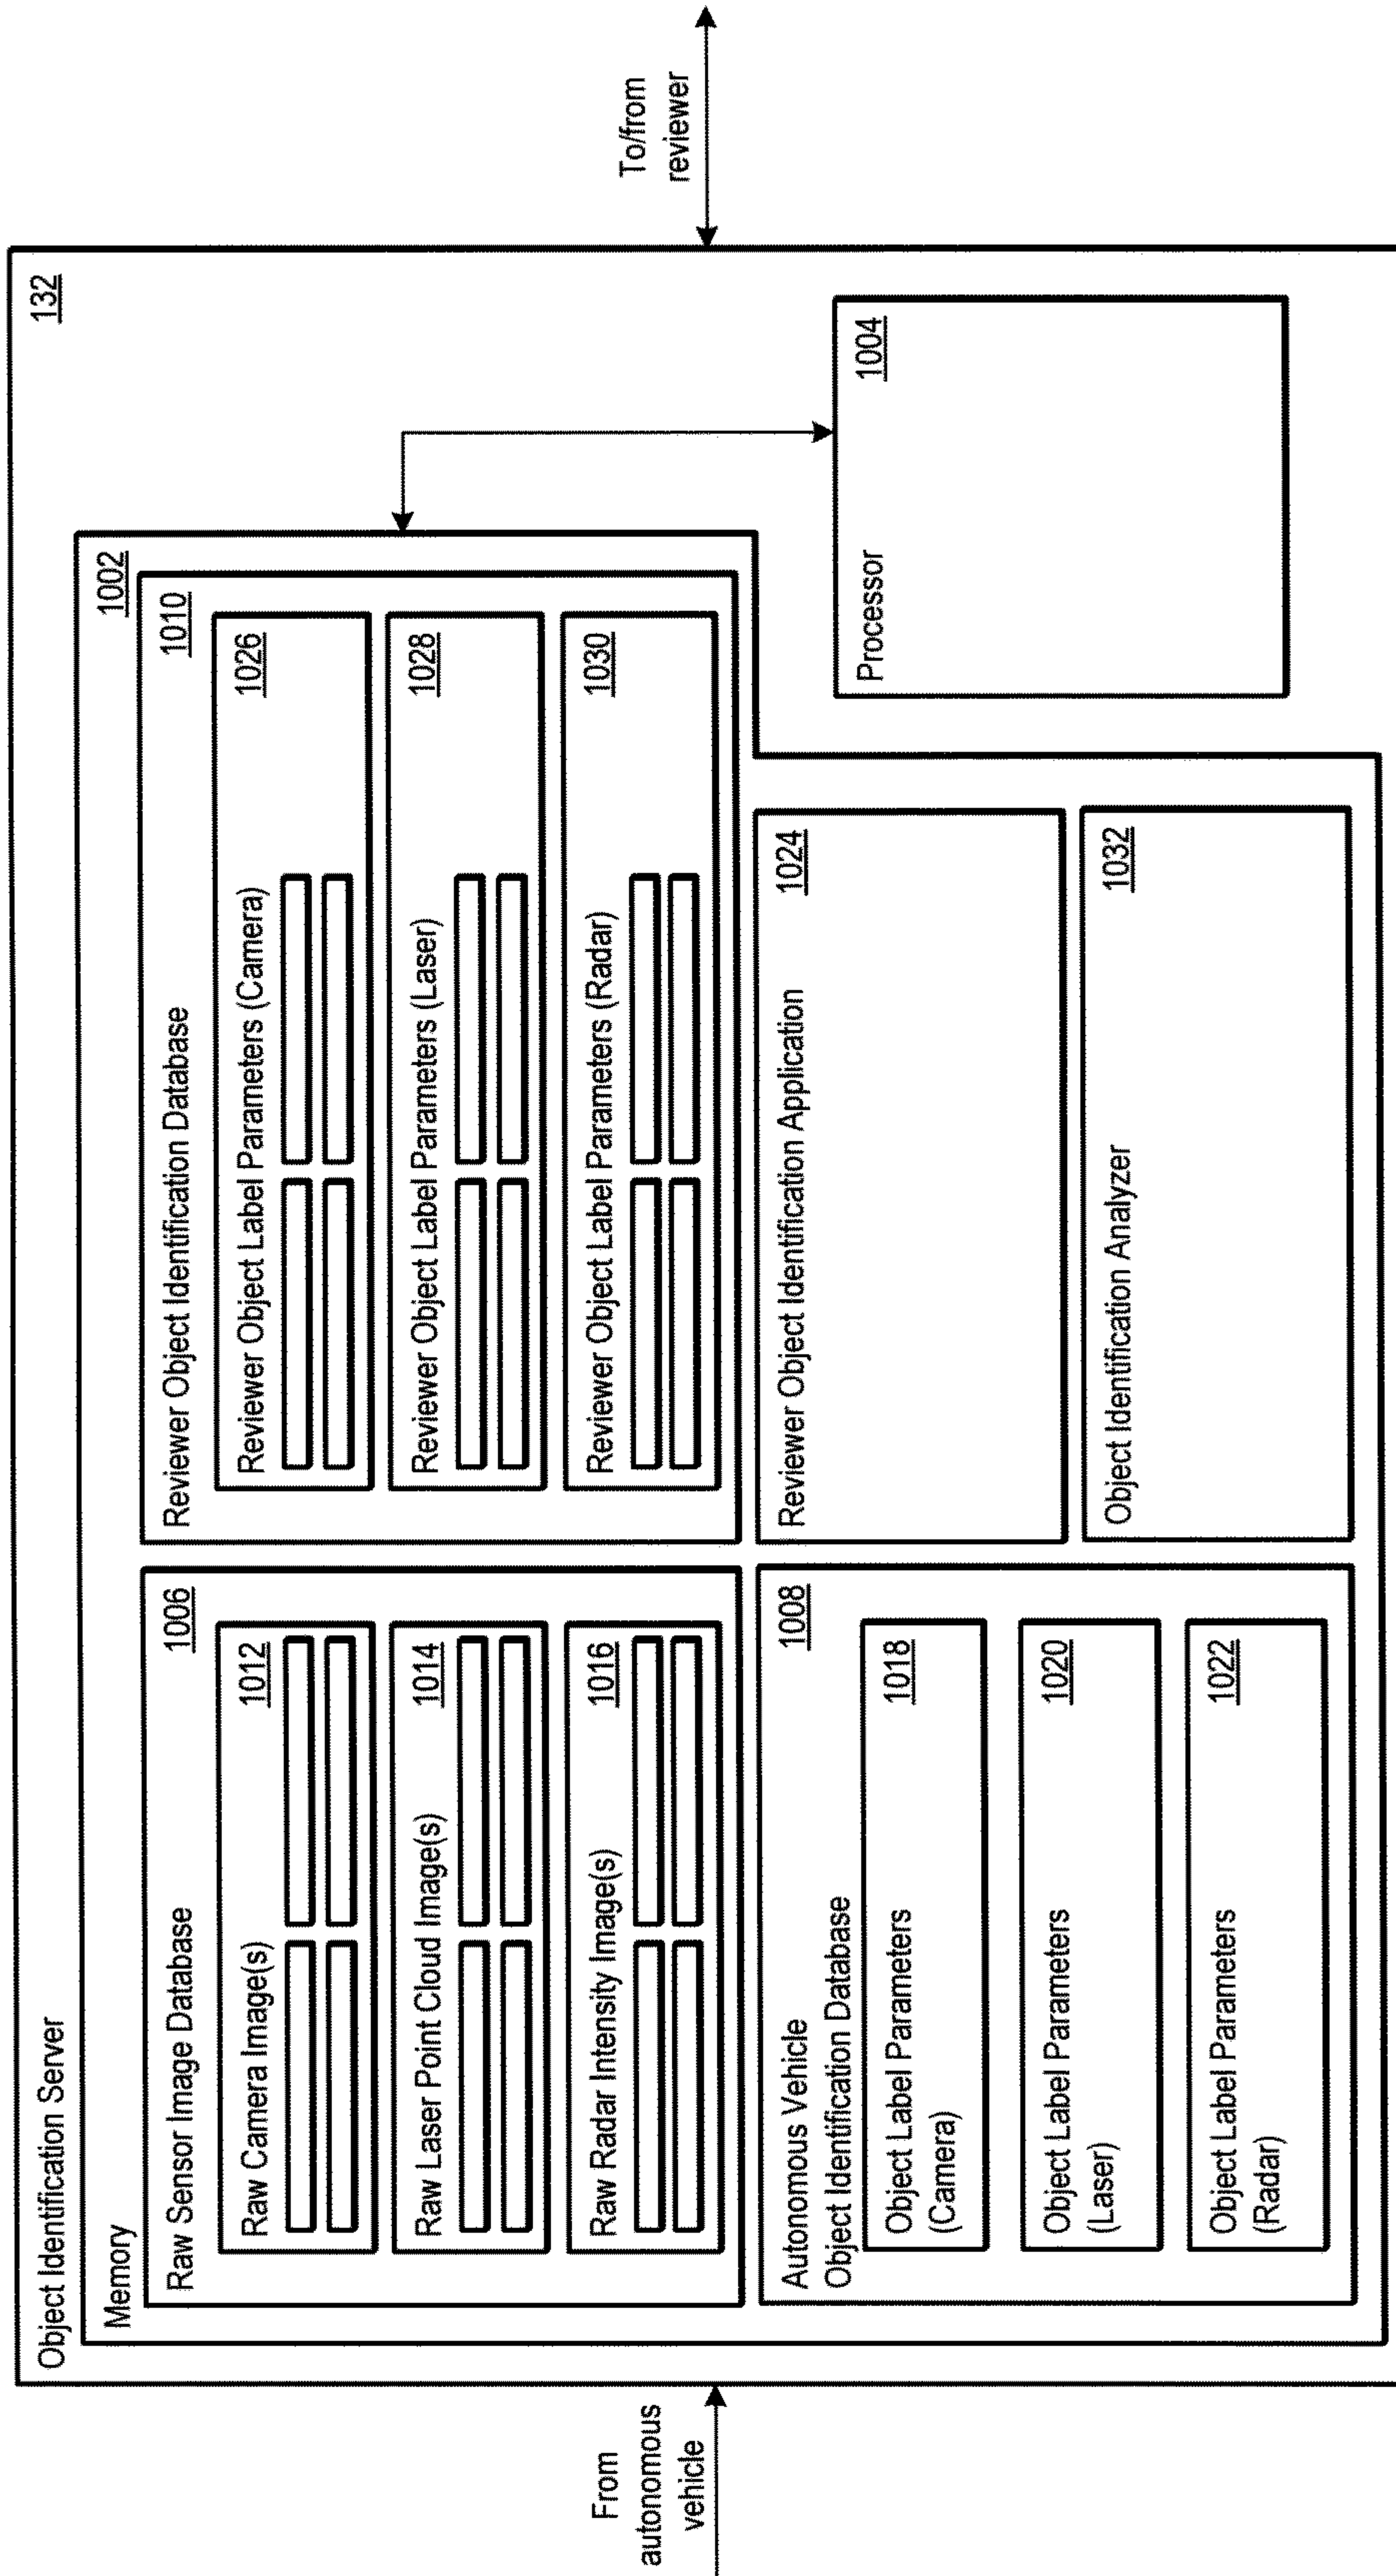 Object Identification Server
132
Memory
1002
Raw Sensor Image Database
1006
Raw Camera Image(s)
1012
Raw Laser Point Cloud Image(s)
1014
Raw Radar Intensity Image(s)
1016
Reviewer Object Identification Database
1010
Reviewer Object Label Parameters (Camera)
1026
Reviewer Object Label Parameters (Laser)
1028
Reviewer Object Label Parameters (Radar)
1030
Autonomous Vehicle
Object Identification Database
1008
Object Label Parameters
(Camera)
1018
Object Label Parameters
(Laser)
1020
Object Label Parameters
(Radar)
1022
Reviewer Object Identification Application
1024
Object Identification Analyzer
1032
Processor
1004
From
autonomous
vehicle
To/from
reviewer